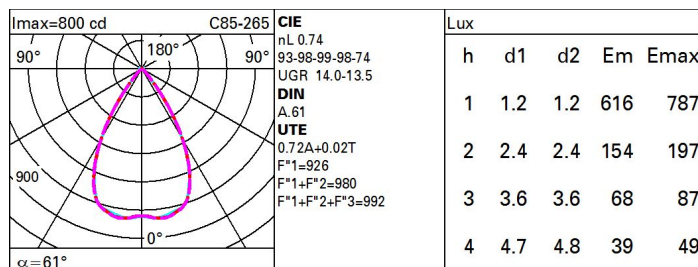 Imax=800 cd C85-265
90° 180° 90°
900
0°
α=61°
CIE
nL 0.74
93-98-99-98-74
UGR 14.0-13.5
DIN
A.61
UTE
0.72A+0.02T
F"1=926
F"1+F"2=980
F"1+F"2+F"3=992
Lux
h d1 d2 Em Emax
1 1.2 1.2 616 787
2 2.4 2.4 154 197
3 3.6 3.6 68 87
4 4.7 4.8 39 49